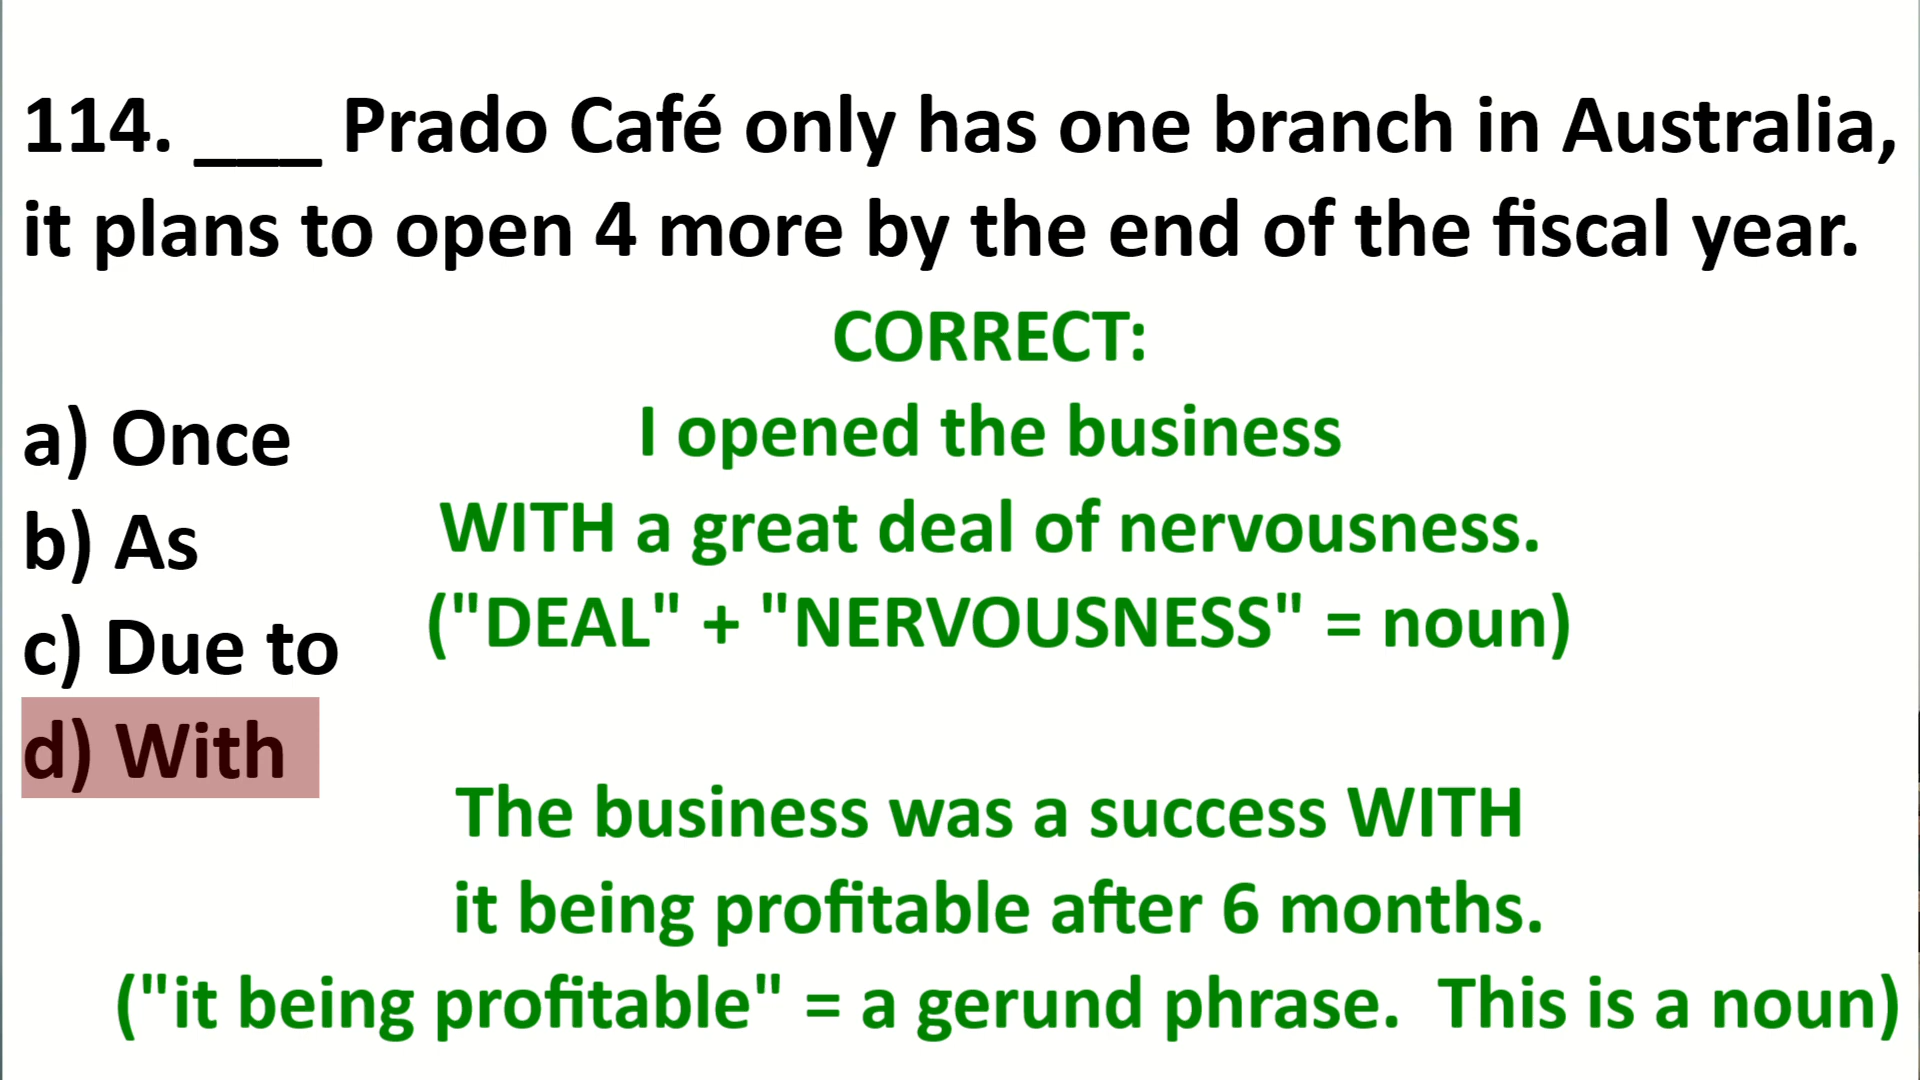 114. ___ Prado Café only has one branch in Australia,
it plans to open 4 more by the end of the fiscal year.
CORRECT:
I opened the business
WITH a great deal of nervousness.
("DEAL" + "NERVOUSNESS" = noun)
a) Once
b) As
c) Due to
d) With
The business was a success WITH
it being profitable after 6 months.
("it being profitable" = a gerund phrase.  This is a noun)